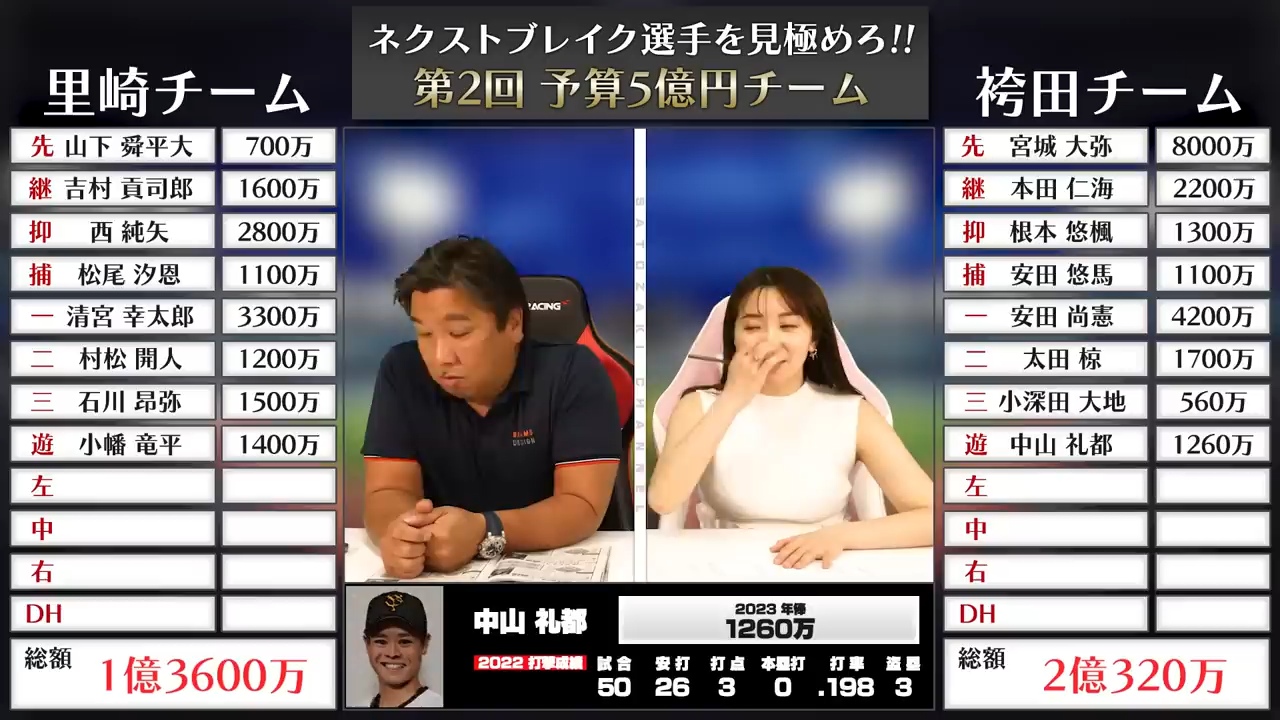 ネクストブレイク選手を見極めろ!!
第2回 予算5億円チーム
里崎チーム
先 山下 舜平大 700万
継 吉村 貢司郎 1600万
抑 西 純矢 2800万
捕 松尾 汐恩 1100万
一 清宮 幸太郎 3300万
二 村松 開人 1200万
三 石川 昂弥 1500万
遊 小幡 竜平 1400万
左
中
右
DH
総額 1億3600万
SATOZAKI CHANNEL
RACING
BEAMS
DESIGN
袴田チーム
先 宮城 大弥 8000万
継 本田 仁海 2200万
抑 根本 悠楓 1300万
捕 安田 悠馬 1100万
一 安田 尚憲 4200万
二 太田 椋 1700万
三 小深田 大地 560万
遊 中山 礼都 1260万
左
中
右
DH
総額 2億320万
中山 礼都
2023 年俸
1260万
2022 打撃成績 試合 安打 打点 本塁打 打率 盗塁
50 26 3 0 .198 3